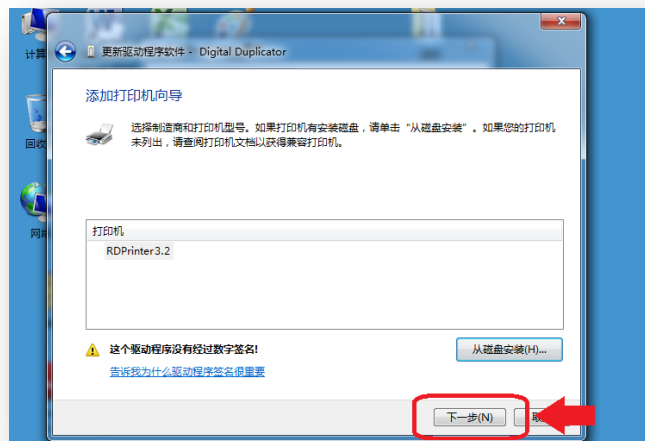 计算
更新驱动程序软件 - Digital Duplicator
添加打印机向导
选择制造商和打印机型号。如果打印机有安装磁盘，请单击“从磁盘安装”。如果您的打印机
未列出，请查阅打印机文档以获得兼容打印机。
回收
网络
打印机
RDPrinter3.2
这个驱动程序没有经过数字签名!
从磁盘安装(H)...
告诉我为什么驱动程序签名很重要
下一步(N)
取